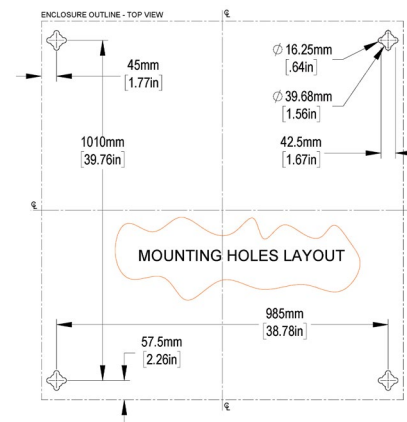 ENCLOSURE OUTLINE - TOP VIEW
℄
45mm
[1.77in]
∅ 16.25mm
[.64in]
∅ 39.68mm
[1.56in]
1010mm
[39.76in]
42.5mm
[1.67in]
℄
MOUNTING HOLES LAYOUT
985mm
[38.78in]
57.5mm
[2.26in]
℄